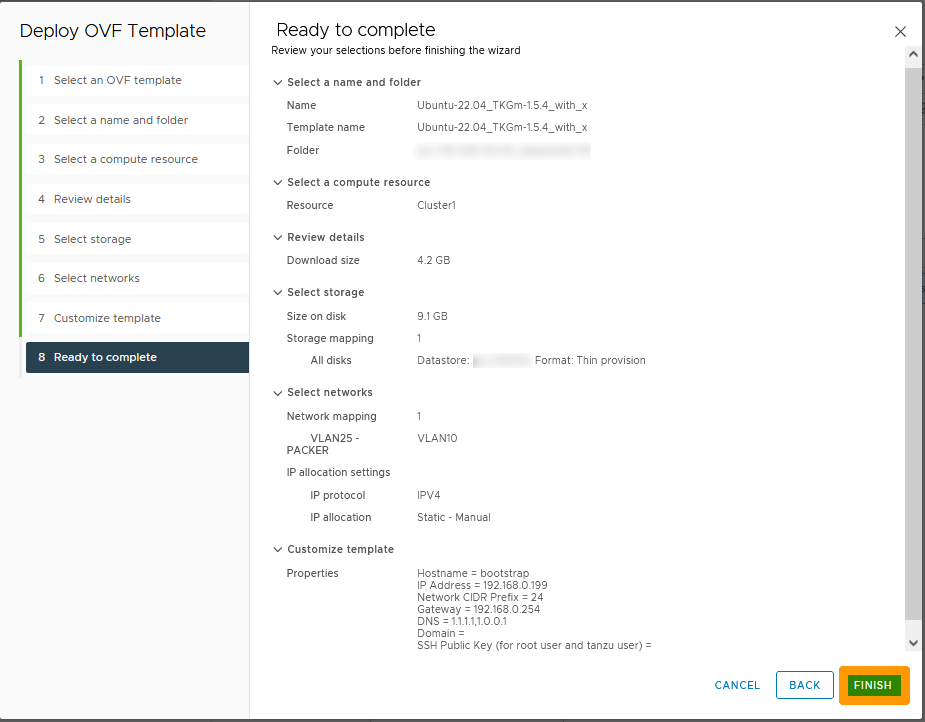 Deploy OVF Template
1 Select an OVF template
2 Select a name and folder
3 Select a compute resource
4 Review details
5 Select storage
6 Select networks
7 Customize template
8 Ready to complete
Ready to complete
Review your selections before finishing the wizard
Select a name and folder
Name Ubuntu-22.04_TKGm-1.5.4_with_x
Template name Ubuntu-22.04_TKGm-1.5.4_with_x
Folder
Select a compute resource
Resource Cluster1
Review details
Download size 4.2 GB
Select storage
Size on disk 9.1 GB
Storage mapping 1
All disks Datastore: Format: Thin provision
Select networks
Network mapping 1
VLAN25 - VLAN10
PACKER
IP allocation settings
IP protocol IPV4
IP allocation Static - Manual
Customize template
Properties Hostname = bootstrap
IP Address = 192.168.0.199
Network CIDR Prefix = 24
Gateway = 192.168.0.254
DNS = 1.1.1.1,1.0.0.1
Domain =
SSH Public Key (for root user and tanzu user) =
CANCEL BACK FINISH